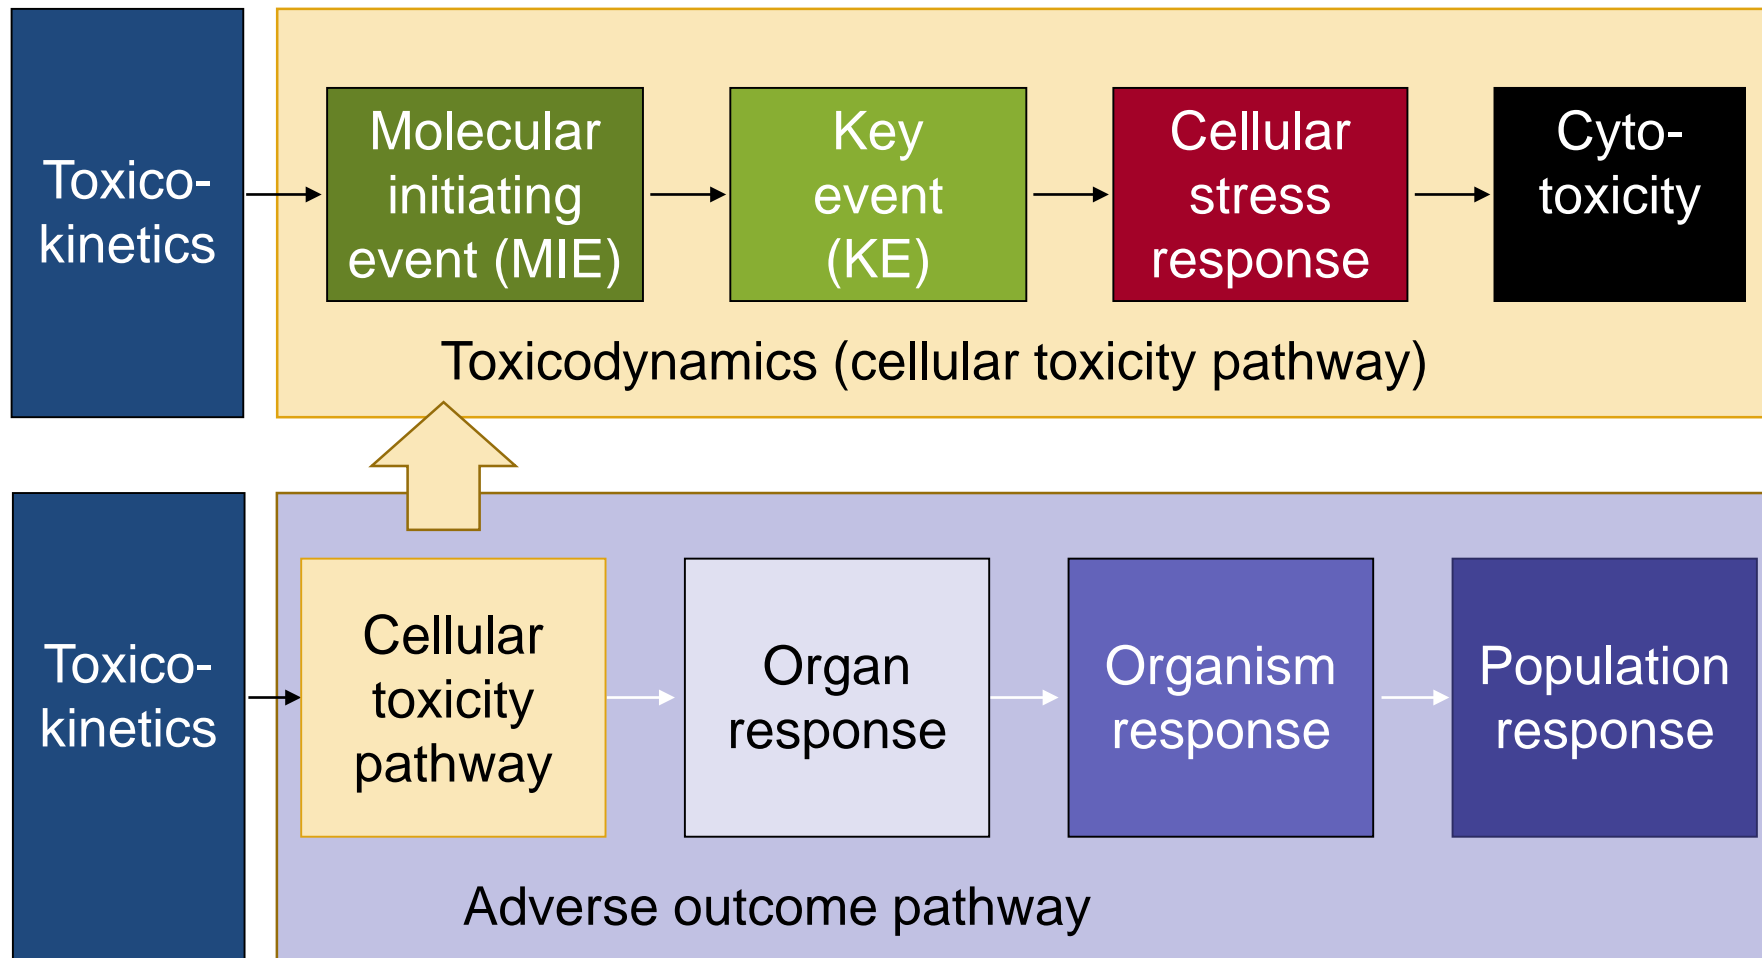 Toxico-
kinetics
Molecular
initiating
event (MIE)
Key
event
(KE)
Cellular
stress
response
Cyto-
toxicity
Toxicodynamics (cellular toxicity pathway)
Toxico-
kinetics
Cellular
toxicity
pathway
Organ
response
Organism
response
Population
response
Adverse outcome pathway